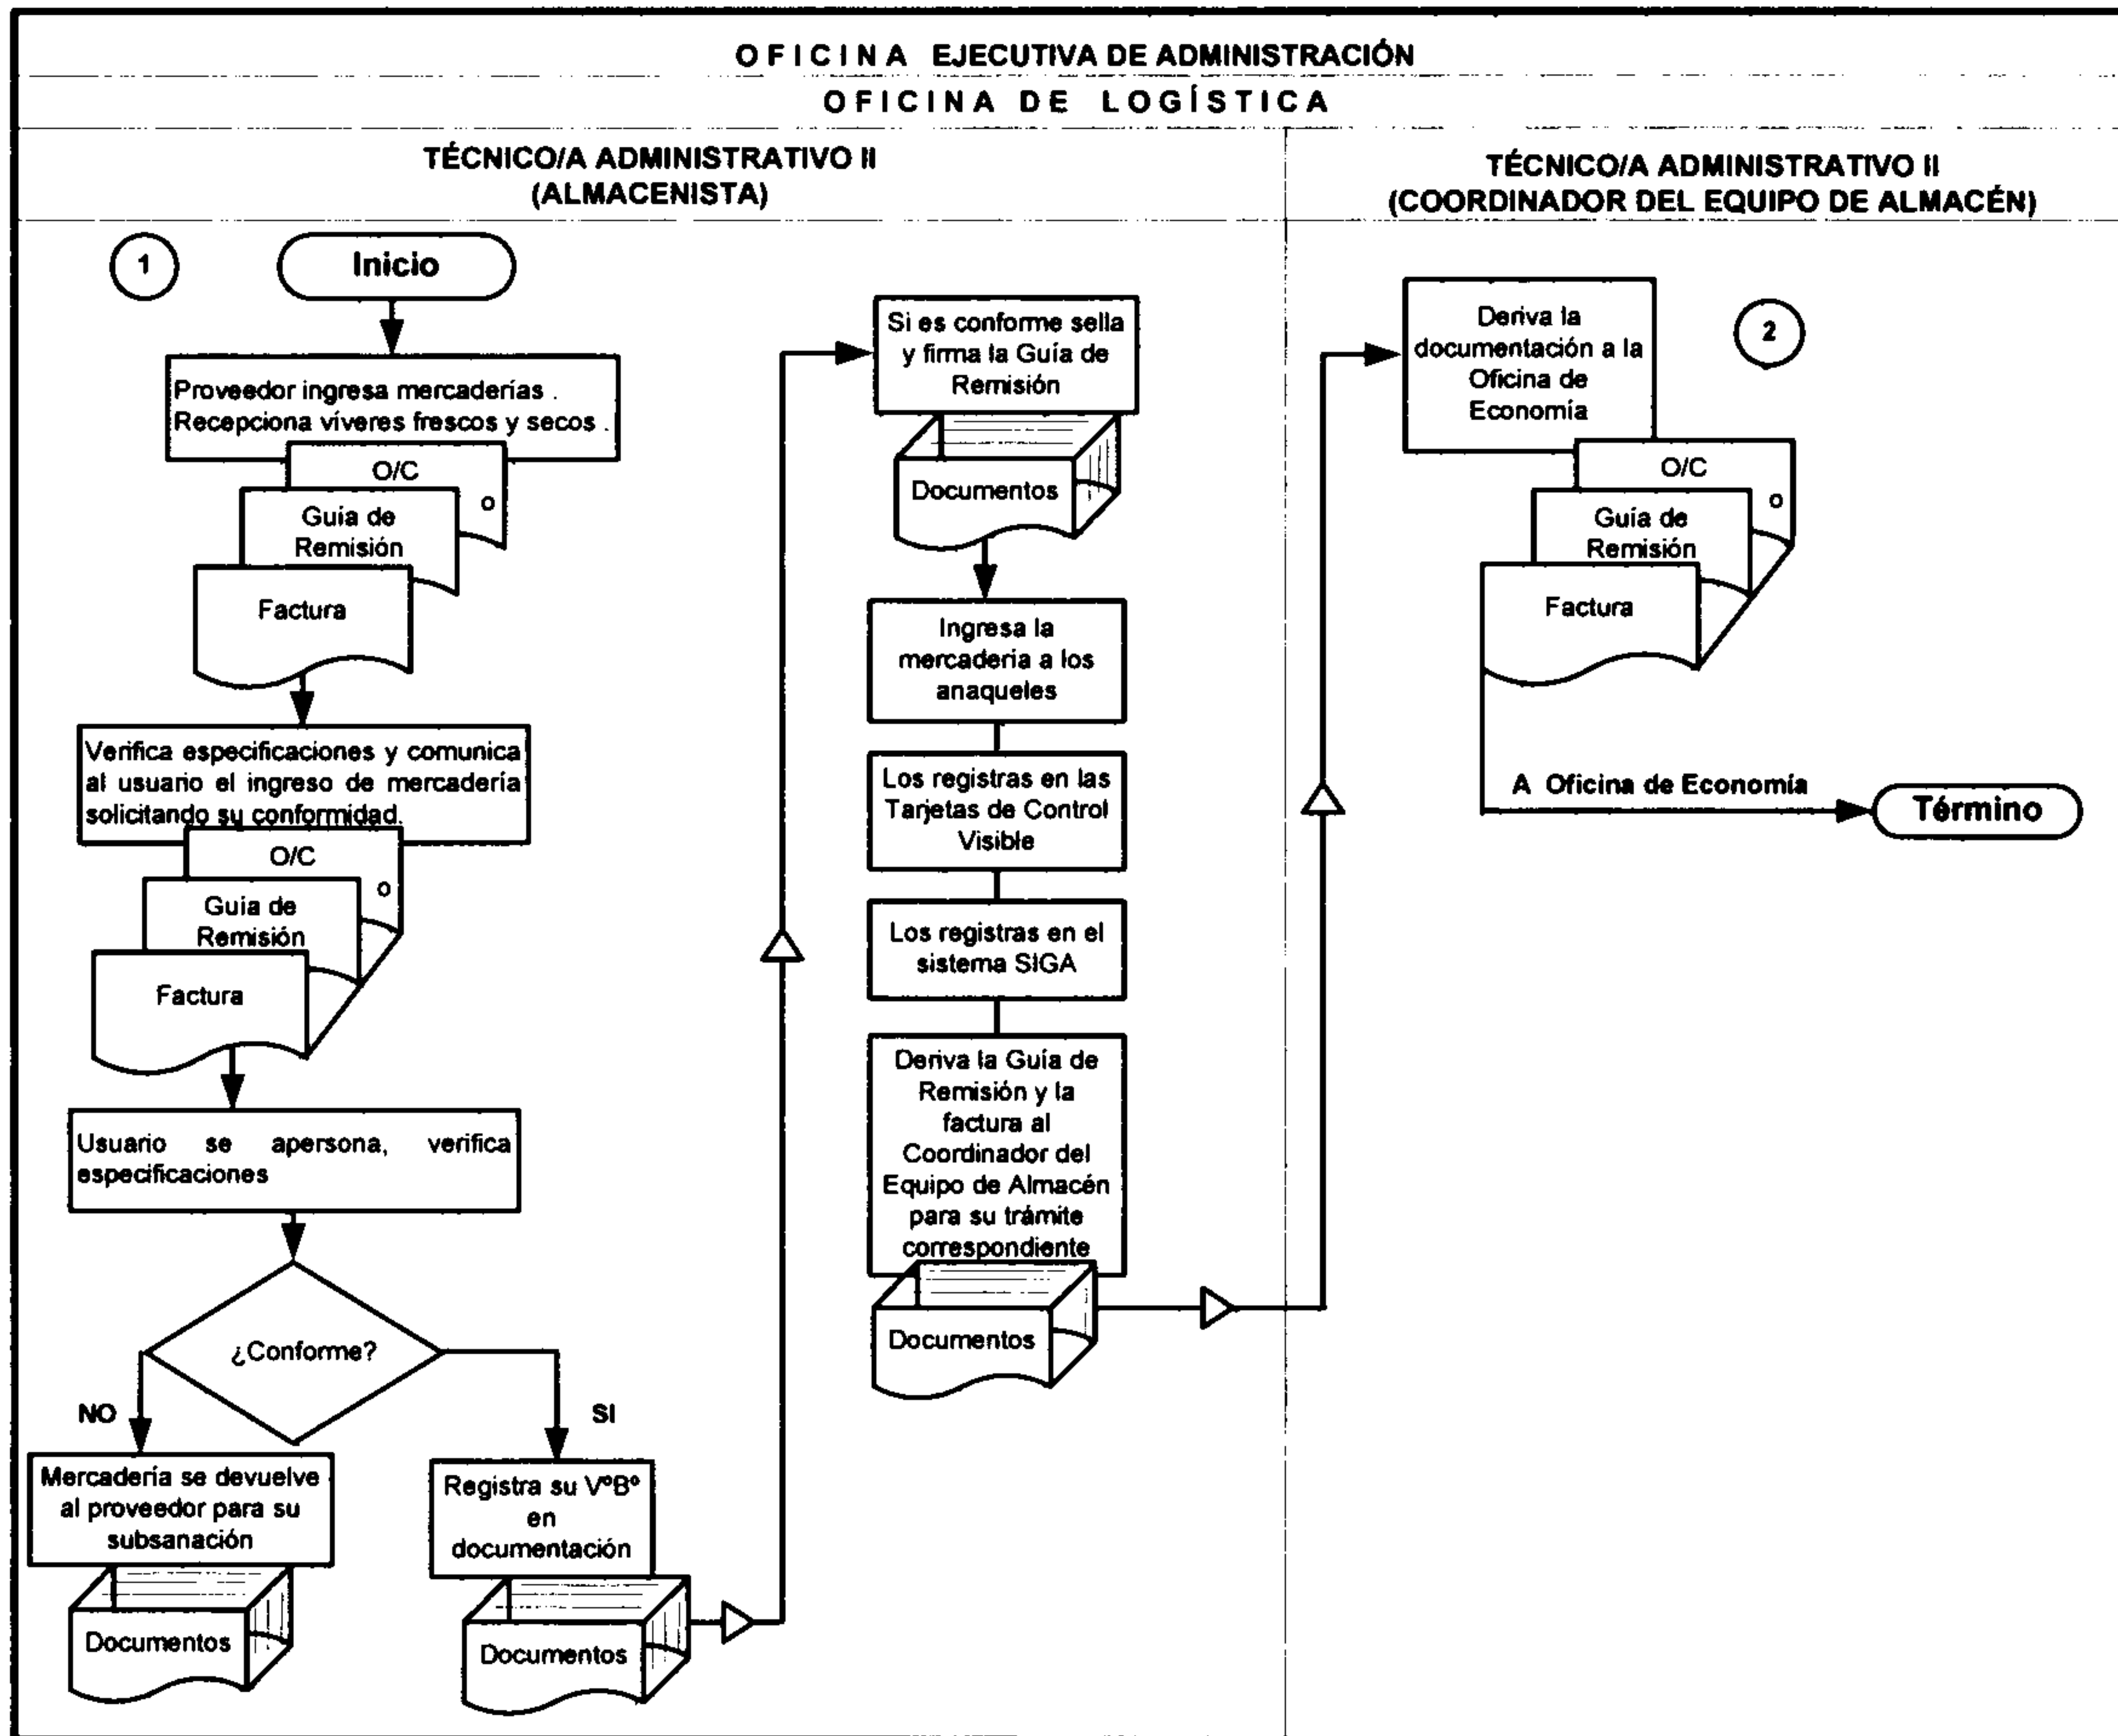 OFICINA EJECUTIVA DE ADMINISTRACIÓN
OFICINA DE LOGÍSTICA
TÉCNICO/A ADMINISTRATIVO II
(ALMACENISTA)
TÉCNICO/A ADMINISTRATIVO II
(COORDINADOR DEL EQUIPO DE ALMACÉN)
1
Inicio
Proveedor ingresa mercaderías .
Recepciona víveres frescos y secos .
O/C
o
Guía de
Remisión
Factura
Verifica especificaciones y comunica
al usuario el ingreso de mercadería
solicitando su conformidad.
O/C
o
Guía de
Remisión
Factura
Usuario se apersona, verifica
especificaciones
¿Conforme?
NO
SI
Mercadería se devuelve
al proveedor para su
subsanación
Documentos
Registra su VºBº
en
documentación
Documentos
Si es conforme sella
y firma la Guía de
Remisión
Documentos
Ingresa la
mercadería a los
anaqueles
Los registras en las
Tarjetas de Control
Visible
Los registras en el
sistema SIGA
Deriva la Guía de
Remisión y la
factura al
Coordinador del
Equipo de Almacén
para su trámite
correspondiente
Documentos
Deriva la
documentación a la
Oficina de
Economía
2
O/C
o
Guía de
Remisión
Factura
A Oficina de Economía
Término